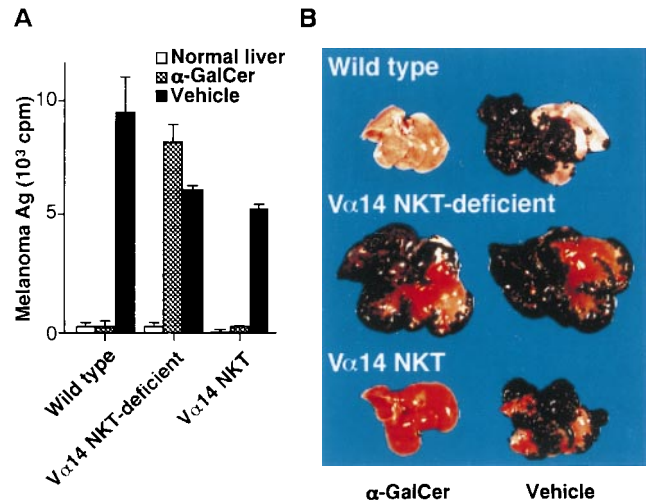 A
Normal liver
α-GalCer
Vehicle
Melanoma Ag (10³ cpm)
10
5
0
Wild type
Vα14 NKT-deficient
Vα14 NKT
B
Wild type
Vα14 NKT-deficient
Vα14 NKT
α-GalCer
Vehicle